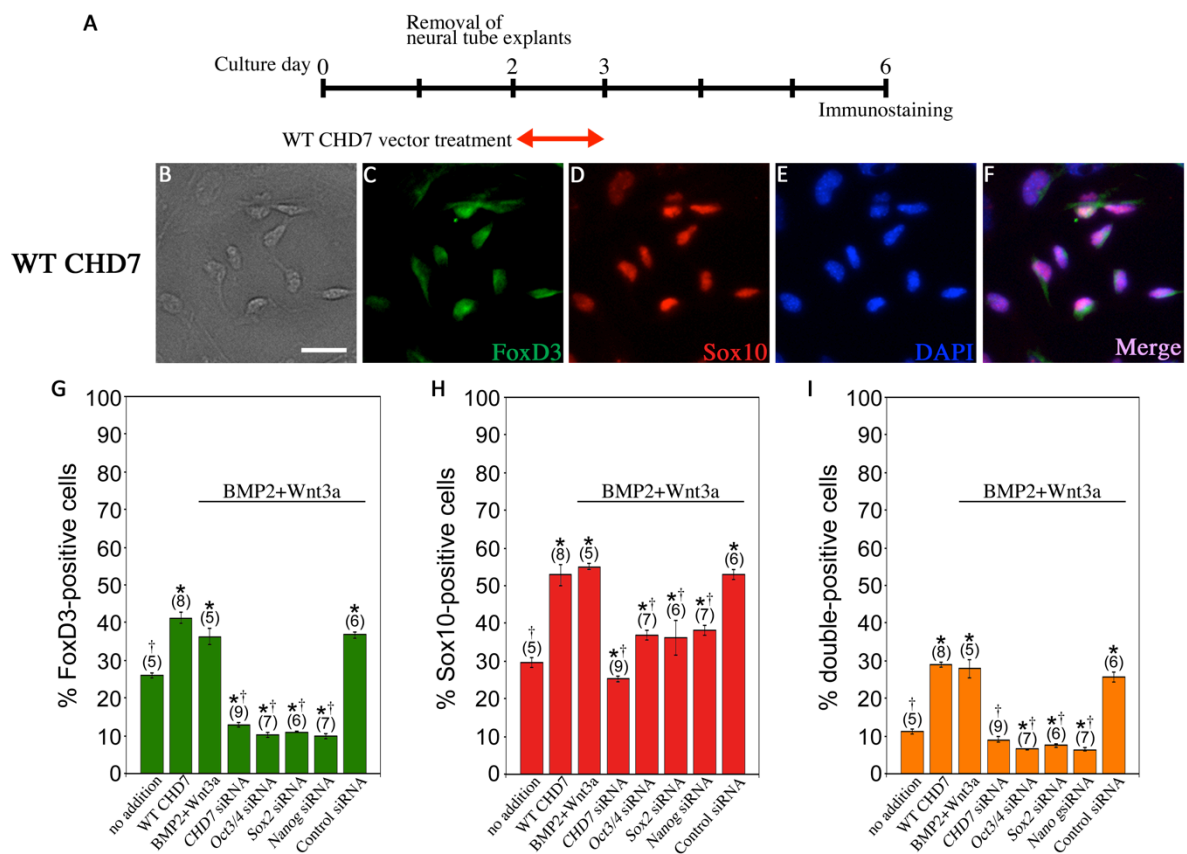 A
Removal of
neural tube explants
Culture day
0
2
3
6
Immunostaining
WT CHD7 vector treatment
WT CHD7
B
C
FoxD3
D
Sox10
E
DAPI
F
Merge
G
% FoxD3-positive cells
100
90
80
70
60
50
40
30
20
10
0
BMP2+Wnt3a
†
(5)
*
(8)
*
(5)
*†
(9)
*†
(7)
*†
(6)
*†
(7)
*
(6)
no addition
WT CHD7
BMP2+Wnt3a
CHD7 siRNA
Oct3/4 siRNA
Sox2 siRNA
Nanog siRNA
Control siRNA
H
% Sox10-positive cells
100
90
80
70
60
50
40
30
20
10
0
BMP2+Wnt3a
†
(5)
*
(8)
*
(5)
*†
(9)
*†
(7)
*†
(6)
*†
(7)
*
(6)
no addition
WT CHD7
BMP2+Wnt3a
CHD7 siRNA
Oct3/4 siRNA
Sox2 siRNA
Nanog siRNA
Control siRNA
I
% double-positive cells
100
90
80
70
60
50
40
30
20
10
0
BMP2+Wnt3a
†
(5)
*
(8)
*
(5)
†
(9)
*†
(7)
*†
(6)
*†
(7)
*
(6)
no addition
WT CHD7
BMP2+Wnt3a
CHD7 siRNA
Oct3/4 siRNA
Sox2 siRNA
Nano gsiRNA
Control siRNA